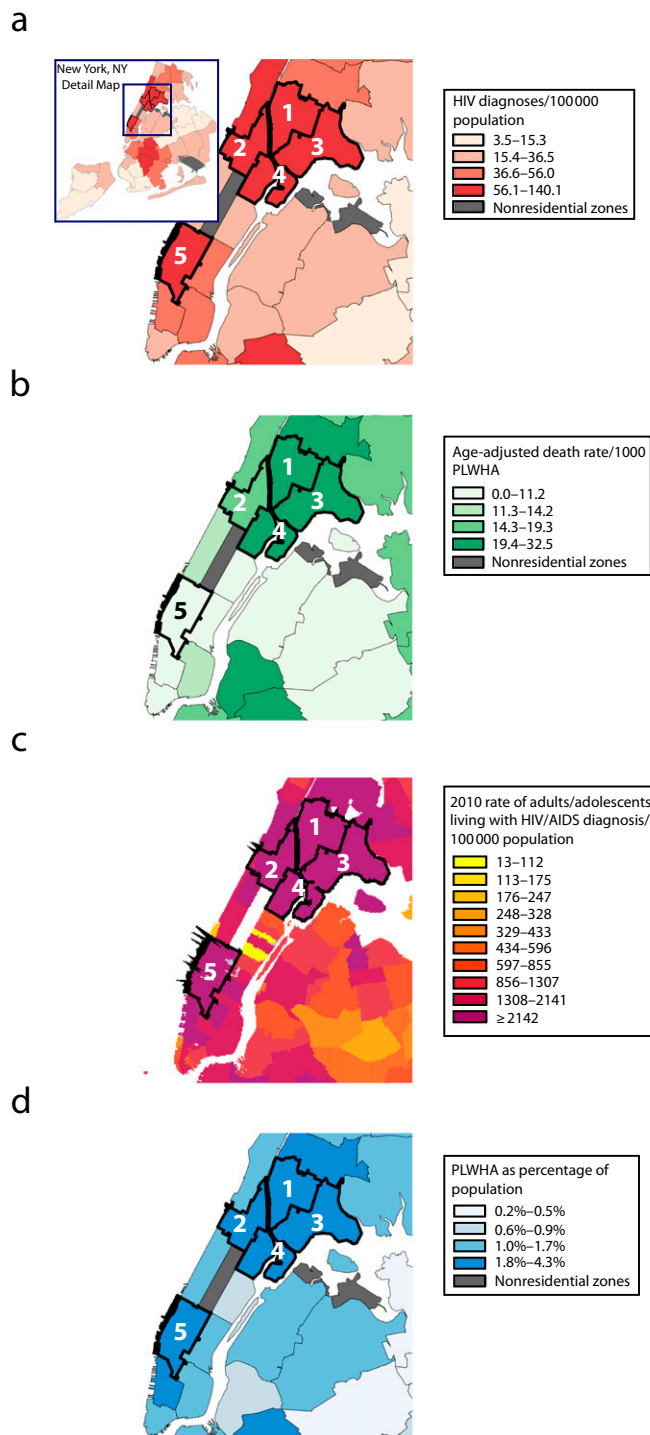 a
New York, NY
Detail Map
1
2
3
4
5
HIV diagnoses/100 000
population
3.5–15.3
15.4–36.5
36.6–56.0
56.1–140.1
Nonresidential zones
b
1
2
3
4
5
Age-adjusted death rate/1000
PLWHA
0.0–11.2
11.3–14.2
14.3–19.3
19.4–32.5
Nonresidential zones
c
1
2
3
4
5
2010 rate of adults/adolescents
living with HIV/AIDS diagnosis/
100 000 population
13–112
113–175
176–247
248–328
329–433
434–596
597–855
856–1307
1308–2141
≥ 2142
d
1
2
3
4
5
PLWHA as percentage of
population
0.2%–0.5%
0.6%–0.9%
1.0%–1.7%
1.8%–4.3%
Nonresidential zones